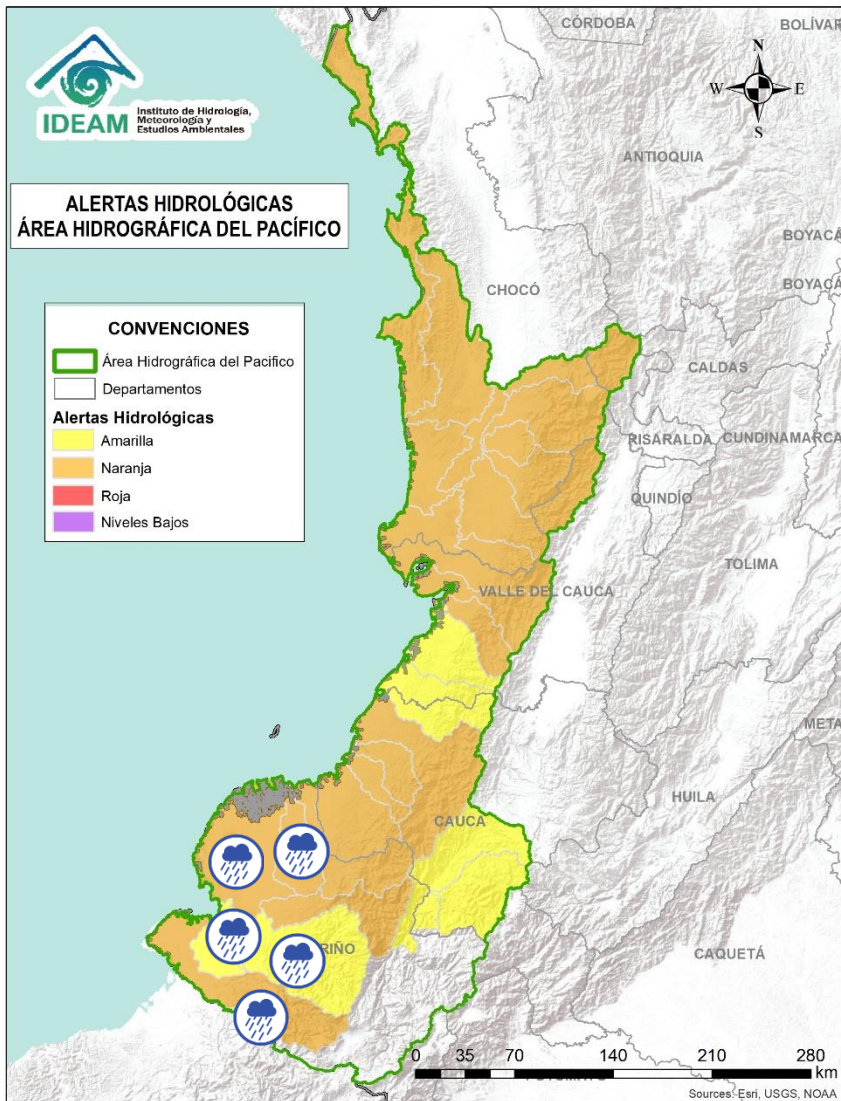 CÓRDOBA
BOLÍVAR
N
W
E
S
IDEAM
Instituto de Hidrología,
Meteorología y
Estudios Ambientales
ANTIOQUIA
ALERTAS HIDROLÓGICAS
ÁREA HIDROGRÁFICA DEL PACÍFICO
BOYACÁ
BOYACÁ
CHOCÓ
CONVENCIONES
Área Hidrográfica del Pacifico
Departamentos
Alertas Hidrológicas
Amarilla
Naranja
Roja
Niveles Bajos
CALDAS
RISARALDA
CUNDINAMARCA
QUINDÍO
TOLIMA
VALLE DEL CAUCA
META
HUILA
CAUCA
RIÑO
CAQUETÁ
0 35 70 140 210 280
km
Sources: Esri, USGS, NOAA